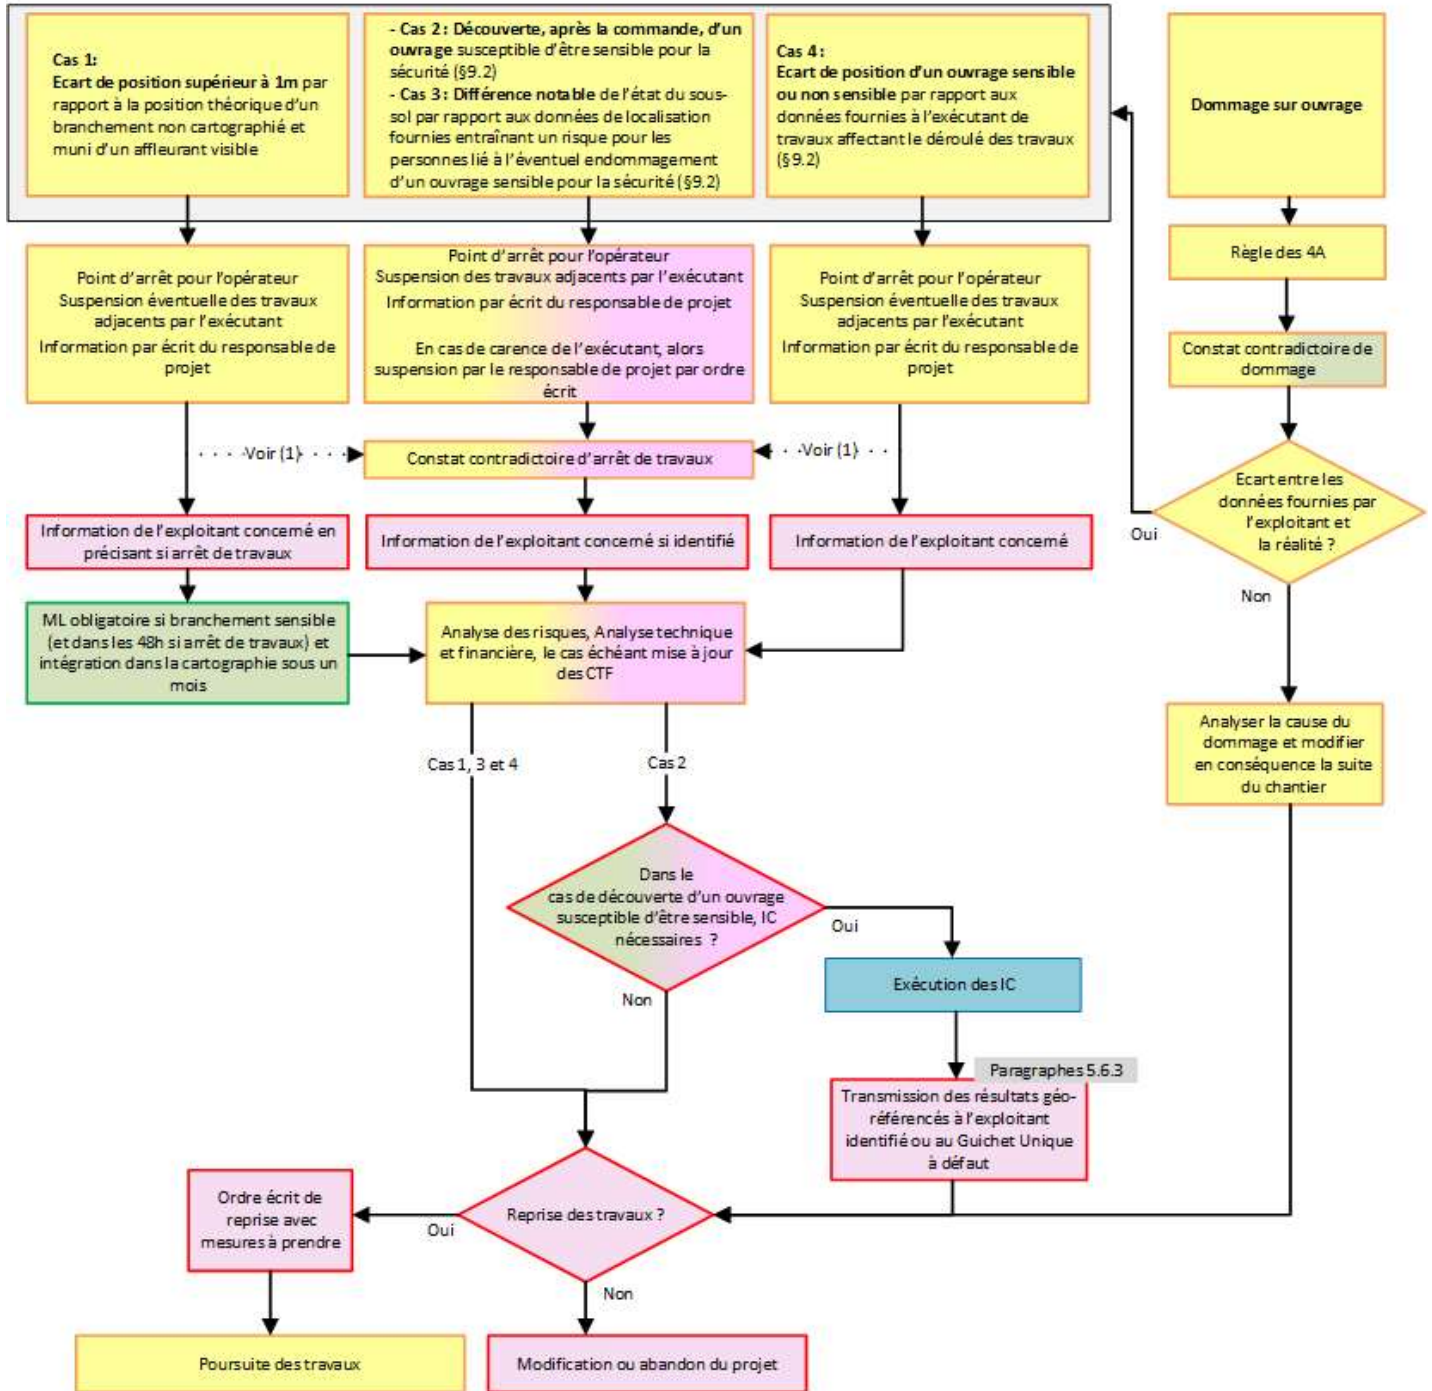 Cas 1:
Ecart de position supérieur à 1m par
rapport à la position théorique d'un
branchement non cartographié et
muni d'un affleurant visible
- Cas 2 : Découverte, après la commande, d'un
ouvrage susceptible d'être sensible pour la
sécurité (§9.2)
- Cas 3 : Différence notable de l'état du sous-
sol par rapport aux données de localisation
fournies entraînant un risque pour les
personnes lié à l'éventuel endommagement
d'un ouvrage sensible pour la sécurité (§9.2)
Cas 4 :
Ecart de position d'un ouvrage sensible
ou non sensible par rapport aux
données fournies à l'exécutant de
travaux affectant le déroulé des travaux
(§9.2)
Dommage sur ouvrage
Règle des 4A
Constat contradictoire de
dommage
Ecart entre les
données fournies par
l'exploitant et
la réalité ?
Oui
Non
Point d'arrêt pour l'opérateur
Suspension éventuelle des travaux
adjacents par l'exécutant
Information par écrit du responsable de
projet
Point d'arrêt pour l'opérateur
Suspension des travaux adjacents par l'exécutant
Information par écrit du responsable de projet
En cas de carence de l'exécutant, alors
suspension par le responsable de projet par ordre
écrit
Point d'arrêt pour l'opérateur
Suspension éventuelle des travaux
adjacents par l'exécutant
Information par écrit du responsable de
projet
Voir (1)
Constat contradictoire d'arrêt de travaux
Voir (1)
Information de l'exploitant concerné en
précisant si arrêt de travaux
Information de l'exploitant concerné si identifié
Information de l'exploitant concerné
ML obligatoire si branchement sensible
(et dans les 48h si arrêt de travaux) et
intégration dans la cartographie sous un
mois
Analyse des risques, Analyse technique
et financière, le cas échéant mise à jour
des CTF
Analyser la cause du
dommage et modifier
en conséquence la suite
du chantier
Cas 1, 3 et 4
Cas 2
Dans le
cas de découverte d'un ouvrage
susceptible d'être sensible, IC
nécessaires ?
Oui
Non
Exécution des IC
Paragraphes 5.6.3
Transmission des résultats géo-
référencés à l'exploitant
identifié ou au Guichet Unique
à défaut
Reprise des travaux ?
Oui
Non
Ordre écrit de
reprise avec
mesures à prendre
Poursuite des travaux
Modification ou abandon du projet